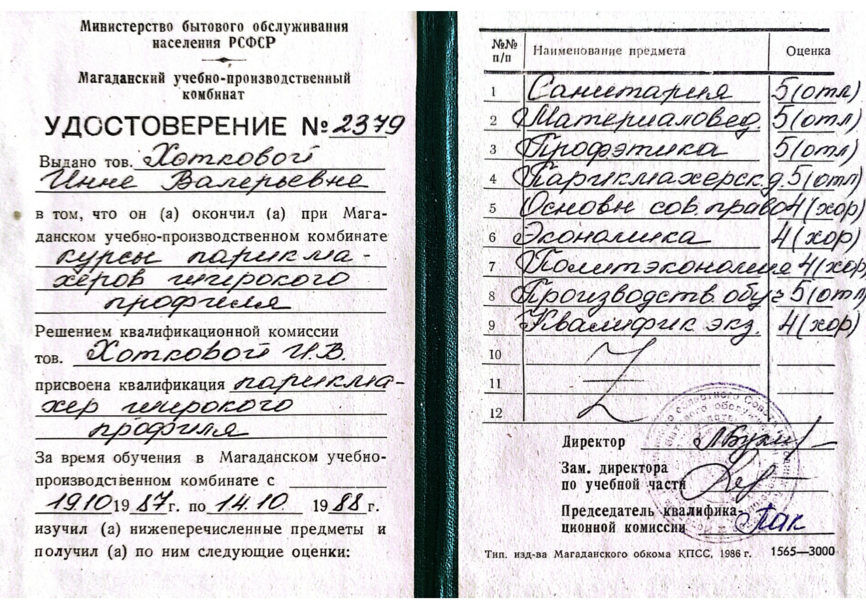 Министерство бытового обслуживания
населения РСФСР
Магаданский учебно-производственный
комбинат
УДОСТОВЕРЕНИЕ № 2379
Выдано тов. Хотковой
Инне Валерьевне
в том, что он (а) окончил (а) при Мага-
данском учебно-производственном комбинате
курсы парикма-
херов широкого
профиля
Решением квалификационной комиссии
тов. Хотковой И.В.
присвоена квалификация парикма-
хер широкого
профиля
За время обучения в Магаданском учебно-
производственном комбинате с
19.10 1987 г. по 14.10. 1988 г.
изучил (а) нижеперечисленные предметы и
получил (а) по ним следующие оценки:
№№ п/п Наименование предмета Оценка
1 Санитария 5 (отл)
2 Материаловед. 5 (отл)
3 Профэтика 5 (отл)
4 Парикмахерск.д. 5 (отл)
5 Основы сов. права 4 (хор)
6 Экономика 4 (хор)
7 Политэкономия 4 (хор)
8 Производств. обуч 5 (отл)
9 Квалифик экз. 4 (хор)
10
11
12
Директор
Зам. директора
по учебной части
Председатель квалифика-
ционной комиссии Пак
Тип. изд-ва Магаданского обкома КПСС, 1986 г. 1565—3000